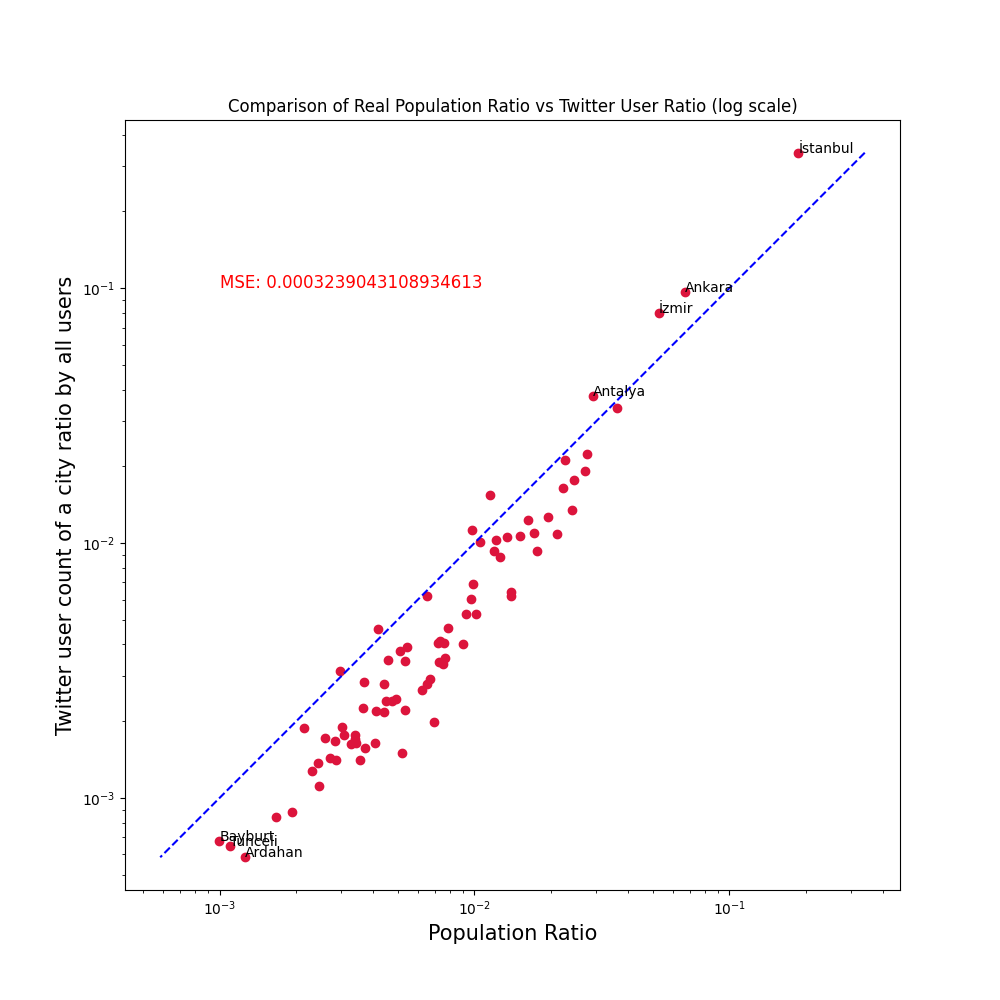 Comparison of Real Population Ratio vs Twitter User Ratio (log scale)
İstanbul
MSE: 0.0003239043108934613
Ankara
İzmir
Antalya
Bayburt
Tunceli
Ardahan
10⁻¹
10⁻²
10⁻³
Twitter user count of a city ratio by all users
10⁻³
10⁻²
10⁻¹
Population Ratio